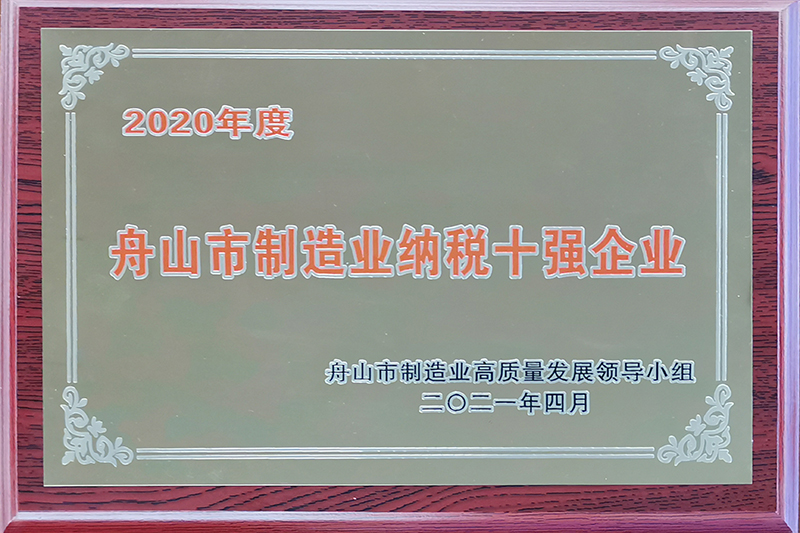 2020年度
舟山市制造业纳税十强企业
舟山市制造业高质量发展领导小组
二〇二一年四月